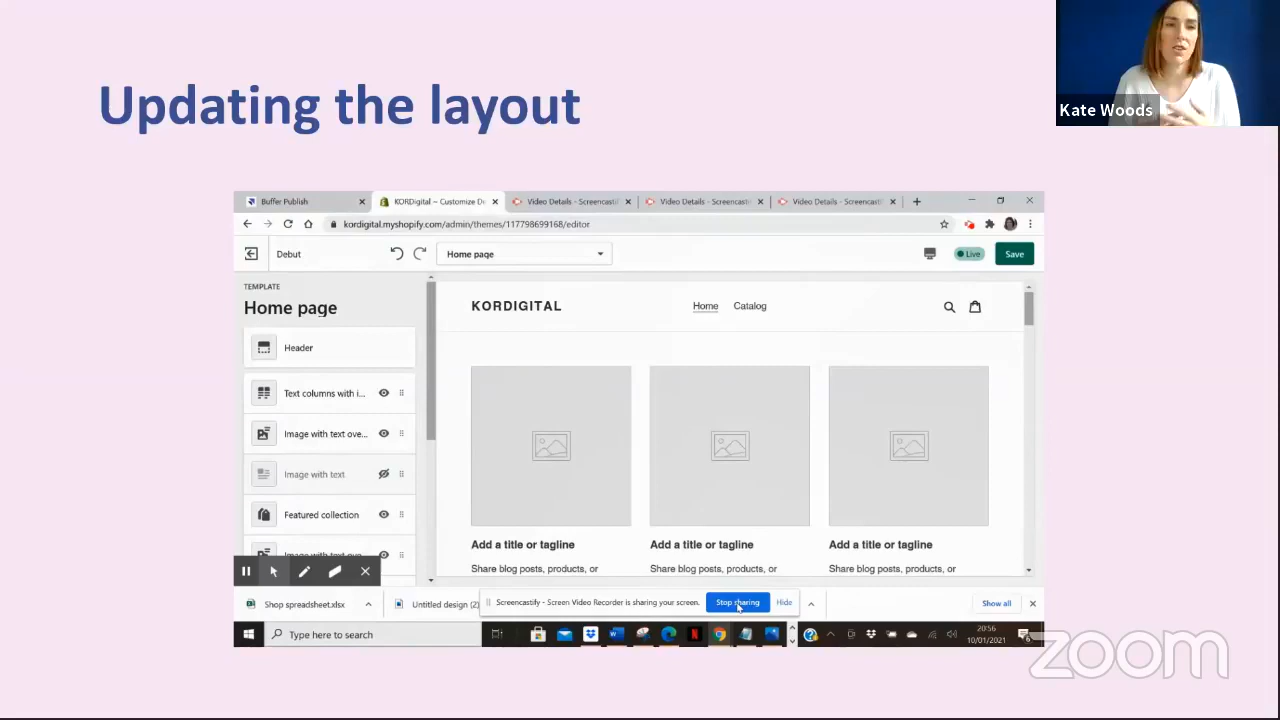 Kate Woods
Updating the layout
Buffer Publish
KORDigital ~ Customize De
Video Details - Screencastif
Video Details - Screencastif
Video Details - Screencastif
kordigital.myshopify.com/admin/themes/117798699168/editor
Debut
Home page
Live
Save
TEMPLATE
Home page
Header
Text columns with i...
Image with text ove...
Image with text
Featured collection
Image with text ove...
KORDIGITAL
Home
Catalog
Add a title or tagline
Add a title or tagline
Add a title or tagline
Share blog posts, products, or
Share blog posts, products, or
Share blog posts, products, or
Shop spreadsheet.xlsx
Untitled design (2)
Screencastify - Screen Video Recorder is sharing your screen.
Stop sharing
Hide
Show all
Type here to search
20:56
10/01/2021
zoom